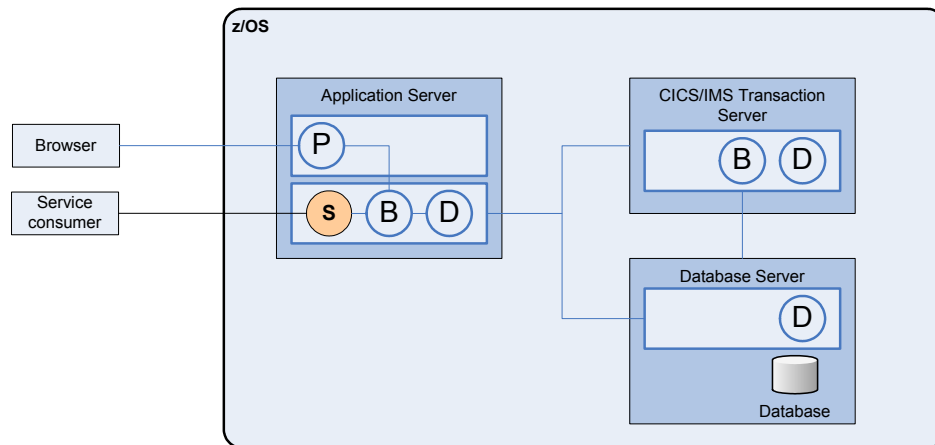 z/OS
Application Server
CICS/IMS Transaction
Server
Browser
P
B
D
Service
consumer
S
B
D
Database Server
D
Database